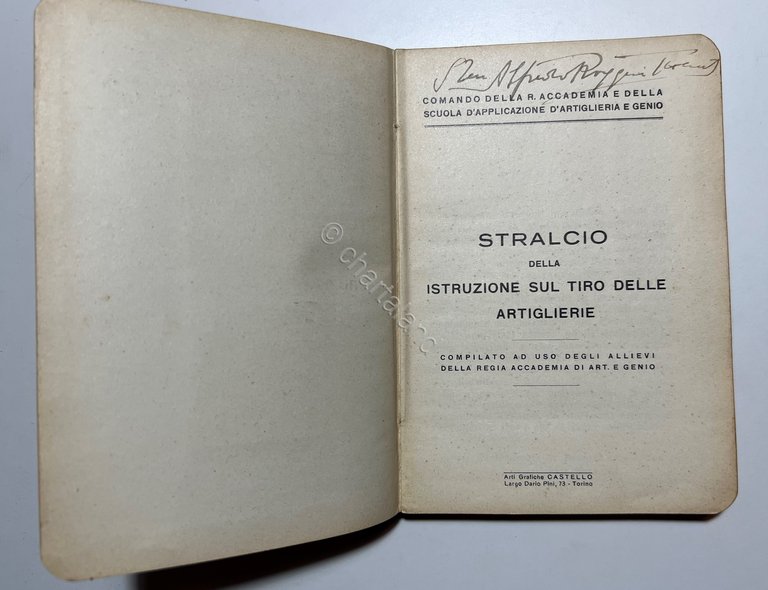 Alfredo
COMANDO DELLA R. ACCADEMIA E DELLA
SCUOLA D'APPLICAZIONE D'ARTIGLIERIA E GENIO
STRALCIO
DELLA
ISTRUZIONE SUL TIRO DELLE
ARTIGLIERIE
COMPILATO AD USO DEGLI ALLIEVI
DELLA REGIA ACCADEMIA DI ART. E GENIO
Arti Grafiche CASTELLO
Largo Dario Pini, 73 - Torino